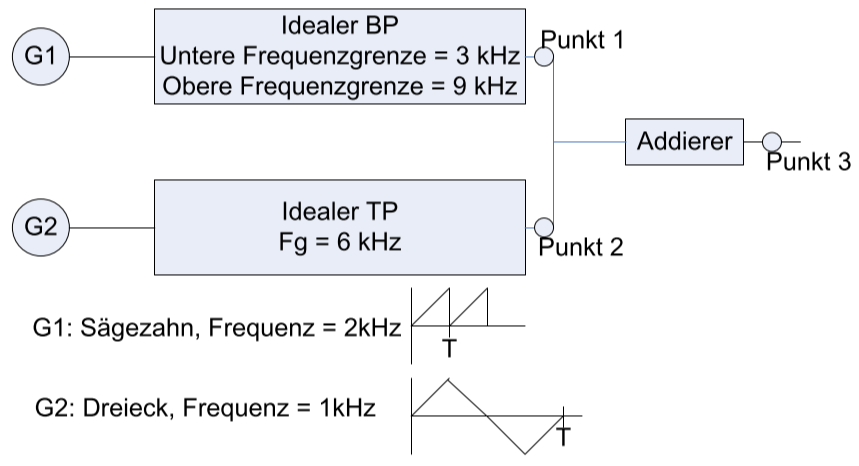 G1
Idealer BP
Untere Frequenzgrenze = 3 kHz
Obere Frequenzgrenze = 9 kHz
Punkt 1
Addierer
Punkt 3
G2
Idealer TP
Fg = 6 kHz
Punkt 2
G1: Sägezahn, Frequenz = 2kHz
T
G2: Dreieck, Frequenz = 1kHz
T